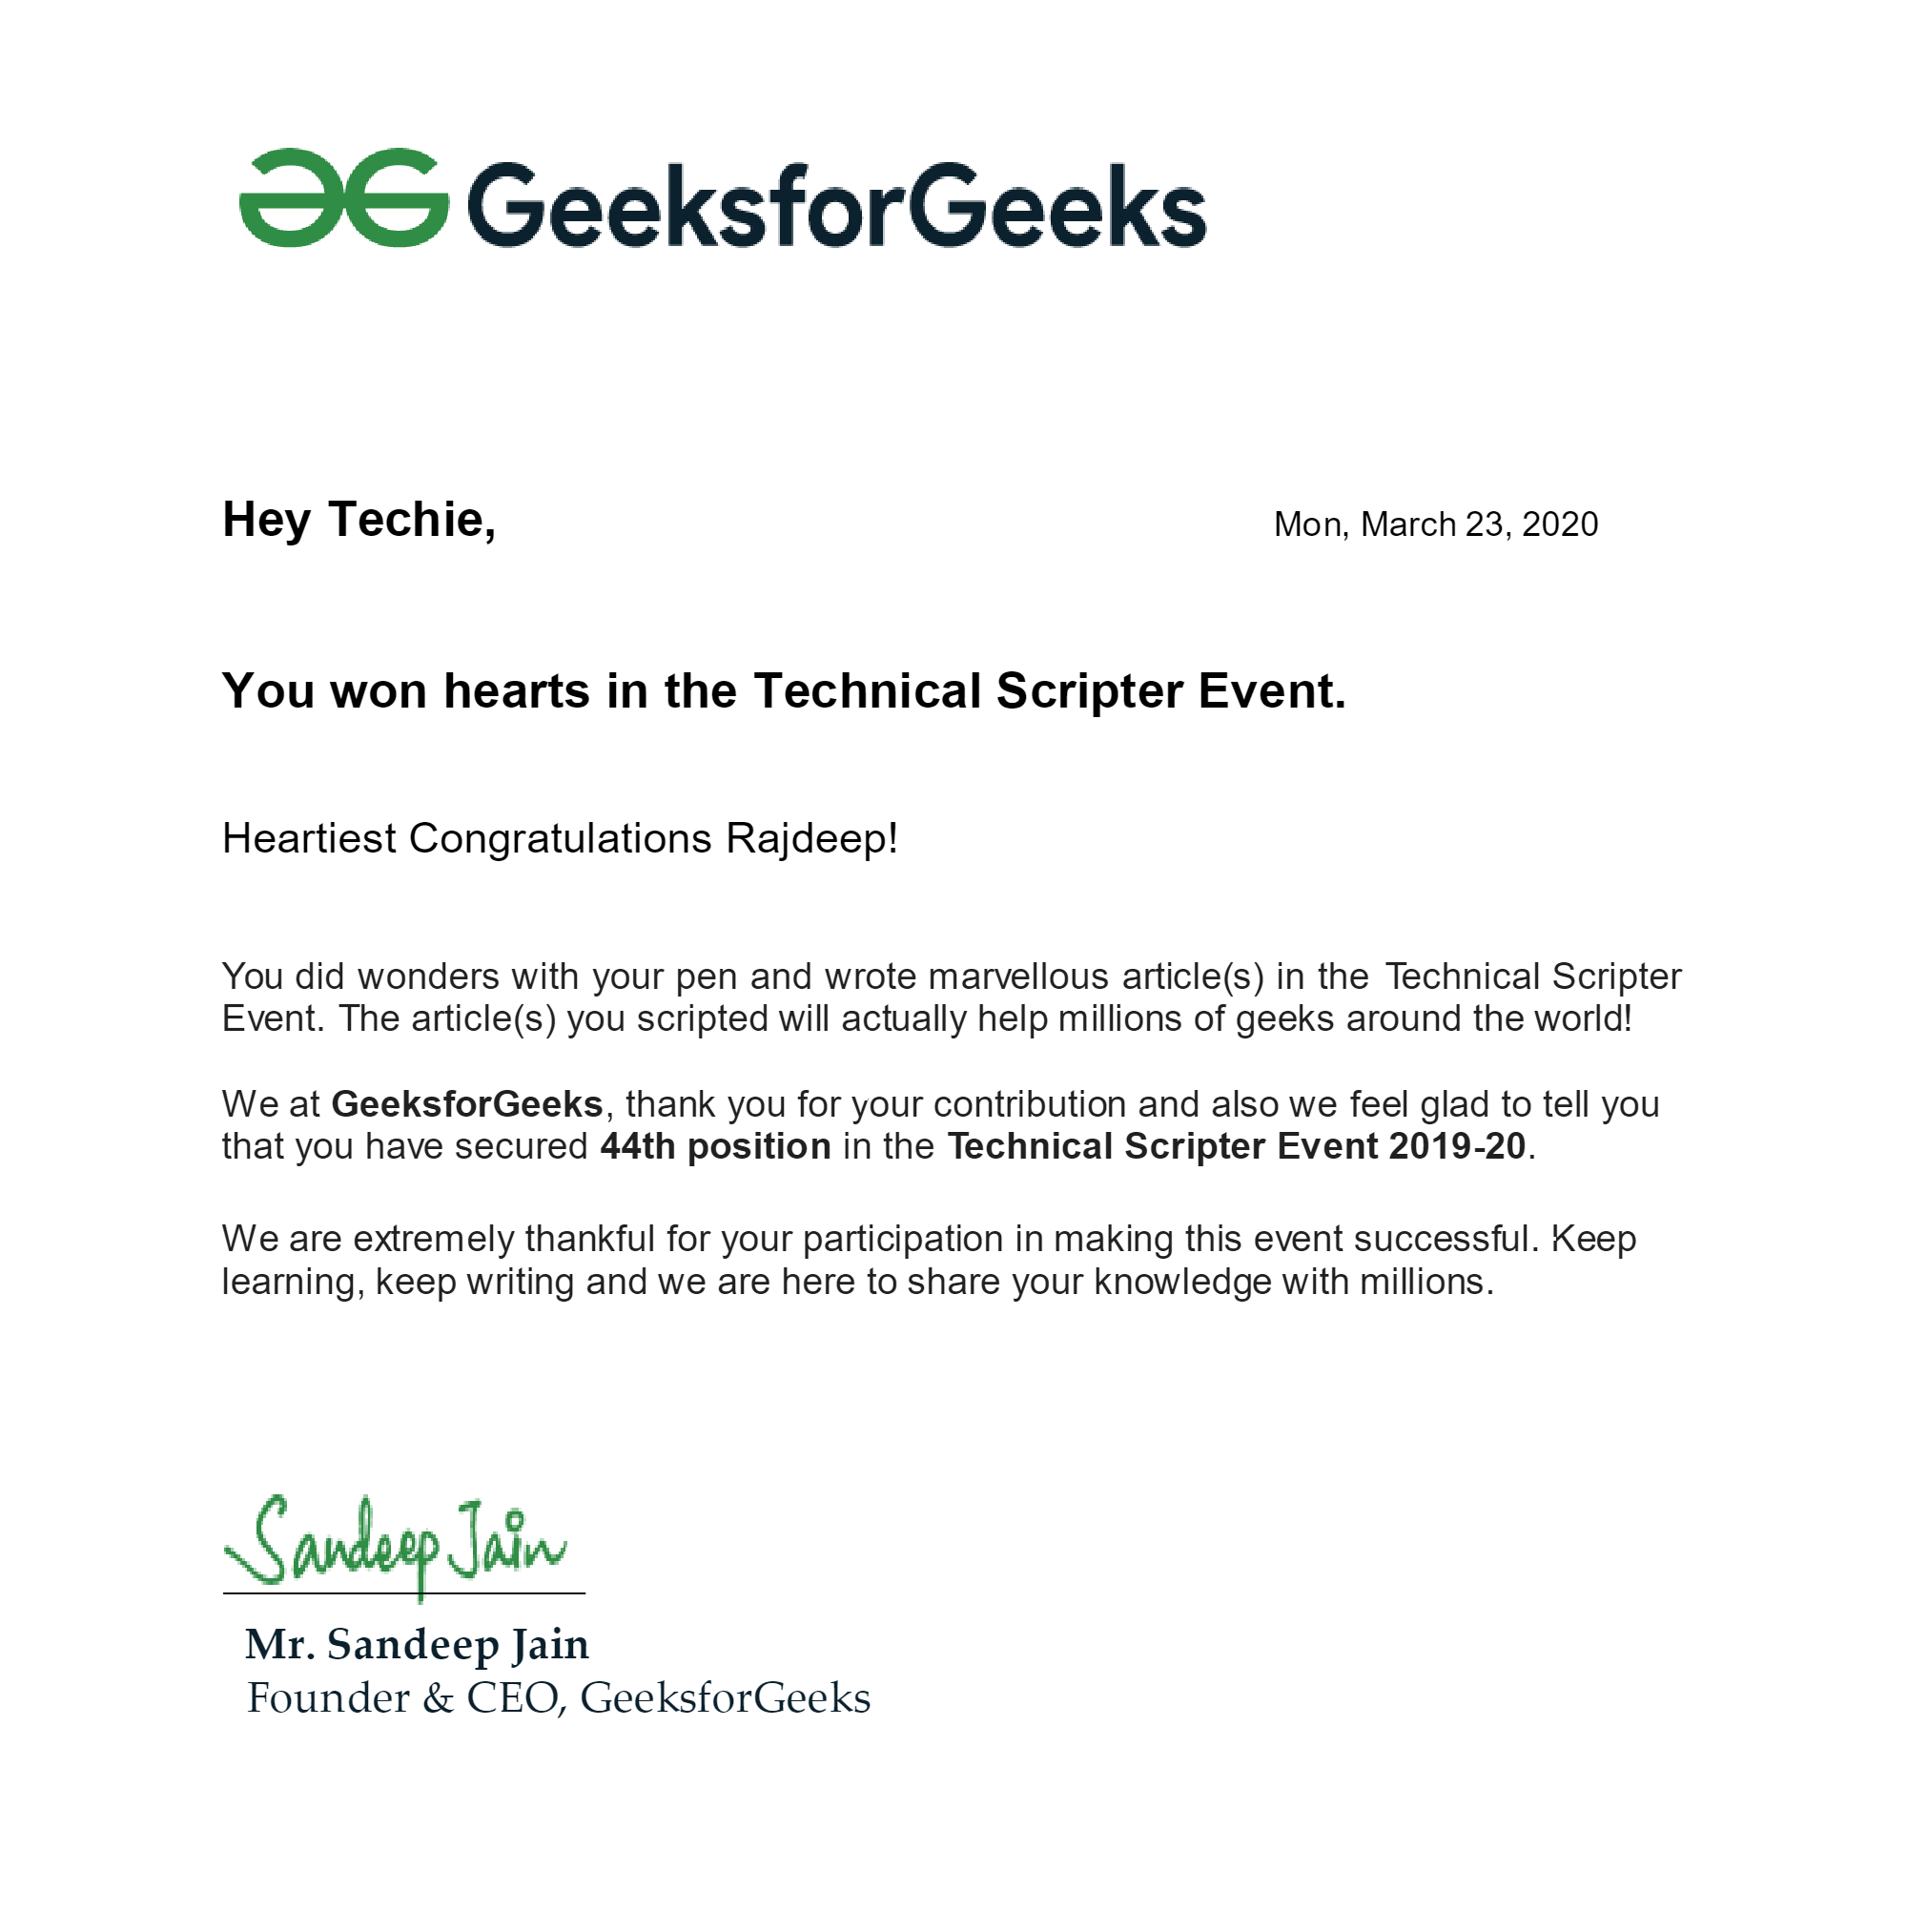 GeeksforGeeks
Hey Techie,
Mon, March 23, 2020
You won hearts in the Technical Scripter Event.
Heartiest Congratulations Rajdeep!
You did wonders with your pen and wrote marvellous article(s) in the Technical Scripter
Event. The article(s) you scripted will actually help millions of geeks around the world!
We at GeeksforGeeks, thank you for your contribution and also we feel glad to tell you
that you have secured 44th position in the Technical Scripter Event 2019-20.
We are extremely thankful for your participation in making this event successful. Keep
learning, keep writing and we are here to share your knowledge with millions.
Sandeep Jain
Mr. Sandeep Jain
Founder & CEO, GeeksforGeeks